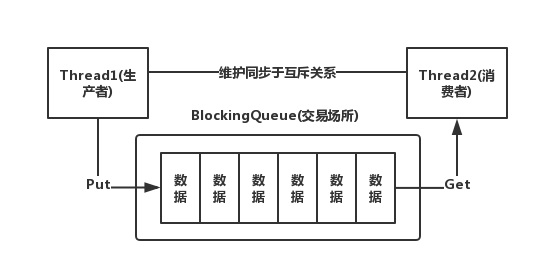 Thread1(生
产者)
维护同步于互斥关系
Thread2(消
费者)
BlockingQueue(交易场所)
Put
数据
数据
数据
数据
数据
数据
Get